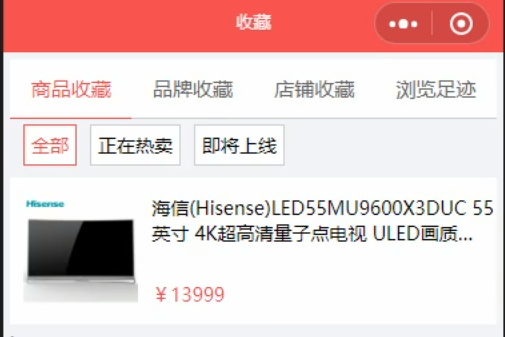 收藏
商品收藏 品牌收藏 店铺收藏 浏览足迹
全部 正在热卖 即将上线
Hisense
海信(Hisense)LED55MU9600X3DUC 55
英寸 4K超高清量子点电视 ULED画质...
￥13999